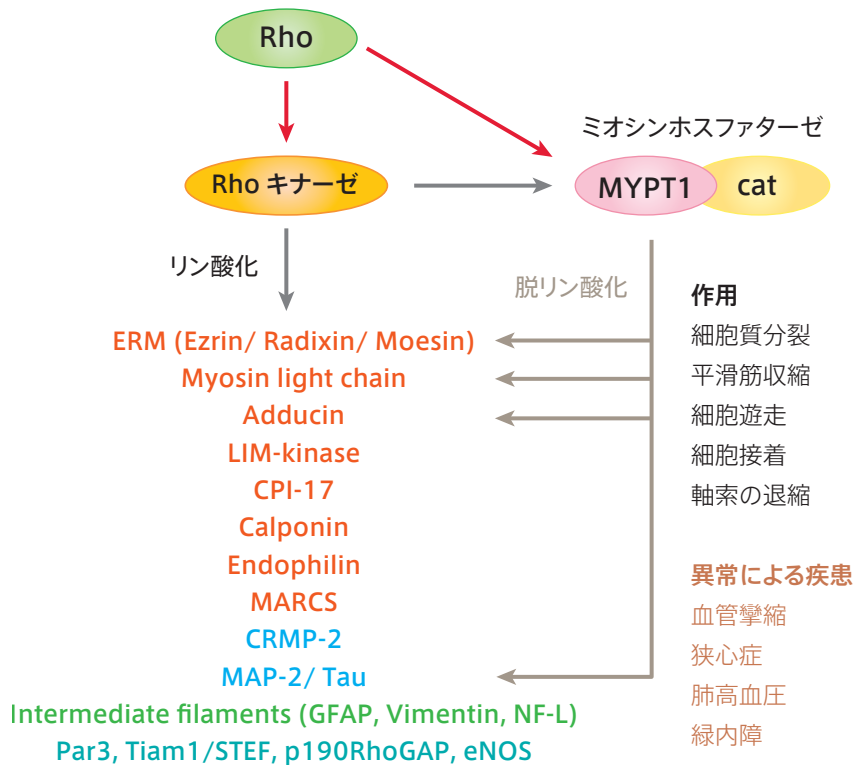 Rho
ミオシンホスファターゼ
Rho キナーゼ
MYPT1
cat
リン酸化
脱リン酸化
ERM (Ezrin/ Radixin/ Moesin)
Myosin light chain
Adducin
LIM-kinase
CPI-17
Calponin
Endophilin
MARCS
CRMP-2
MAP-2/ Tau
Intermediate filaments (GFAP, Vimentin, NF-L)
Par3, Tiam1/STEF, p190RhoGAP, eNOS
作用
細胞質分裂
平滑筋収縮
細胞遊走
細胞接着
軸索の退縮
異常による疾患
血管攣縮
狭心症
肺高血圧
緑内障